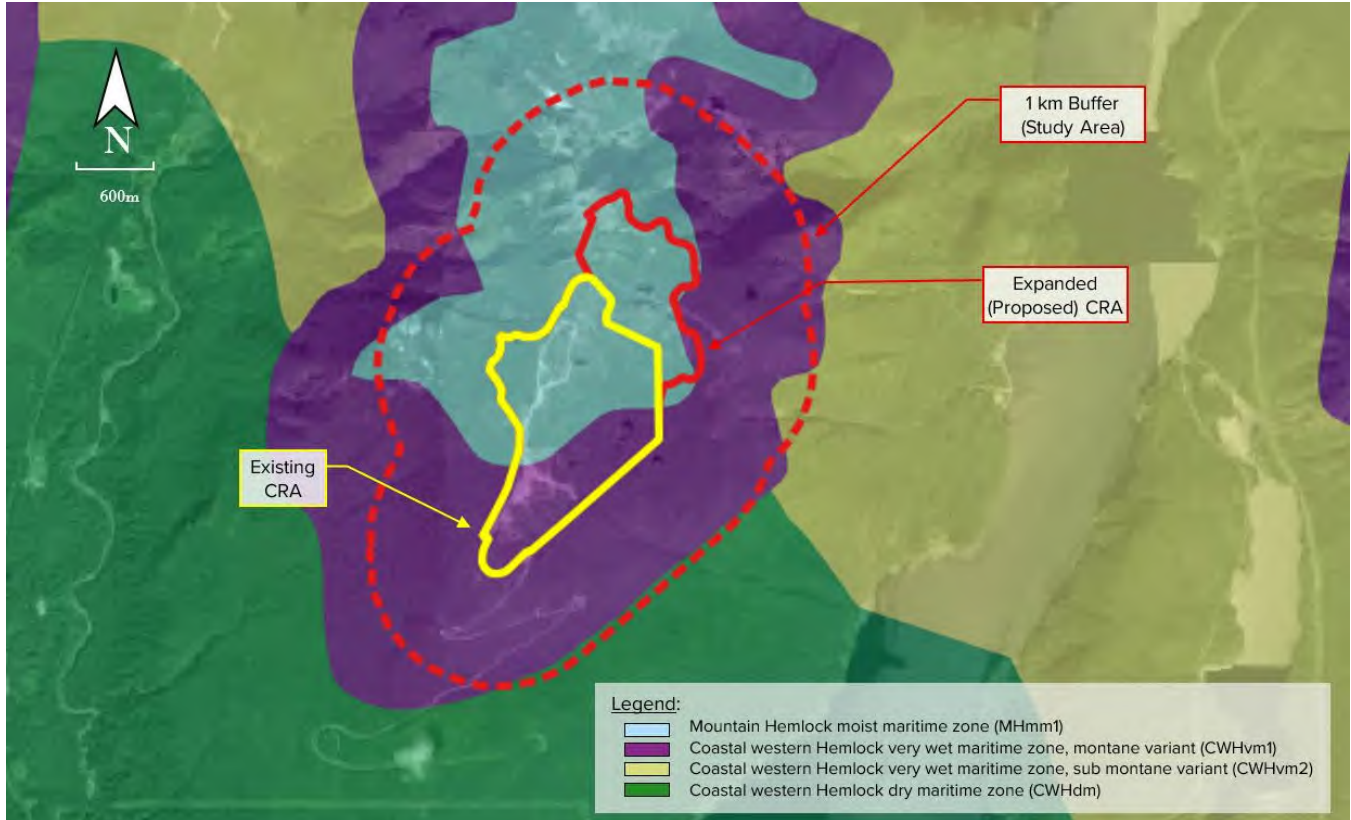 N
600m
1 km Buffer
(Study Area)
Expanded
(Proposed) CRA
Existing
CRA
Legend:
Mountain Hemlock moist maritime zone (MHmm1)
Coastal western Hemlock very wet maritime zone, montane variant (CWHvm1)
Coastal western Hemlock very wet maritime zone, sub montane variant (CWHvm2)
Coastal western Hemlock dry maritime zone (CWHdm)